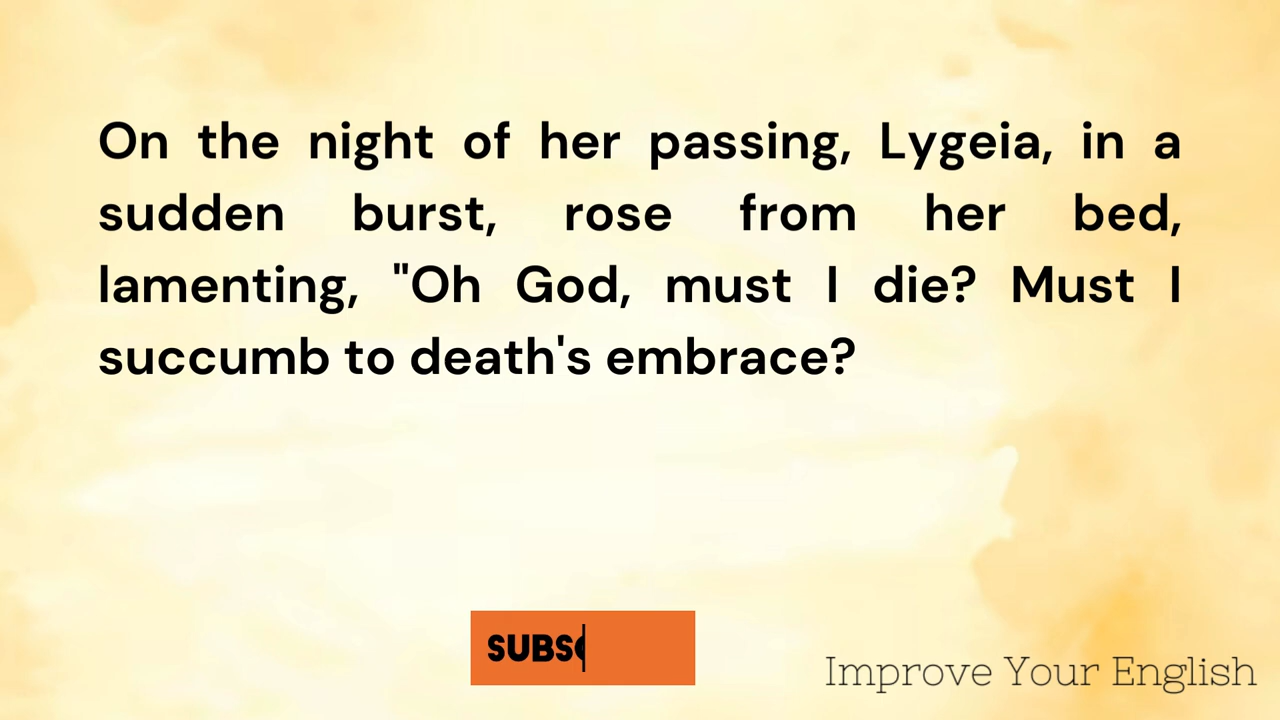 On the night of her passing, Lygeia, in a
sudden burst, rose from her bed,
lamenting, "Oh God, must I die? Must I
succumb to death's embrace?
SUBS
Improve Your English